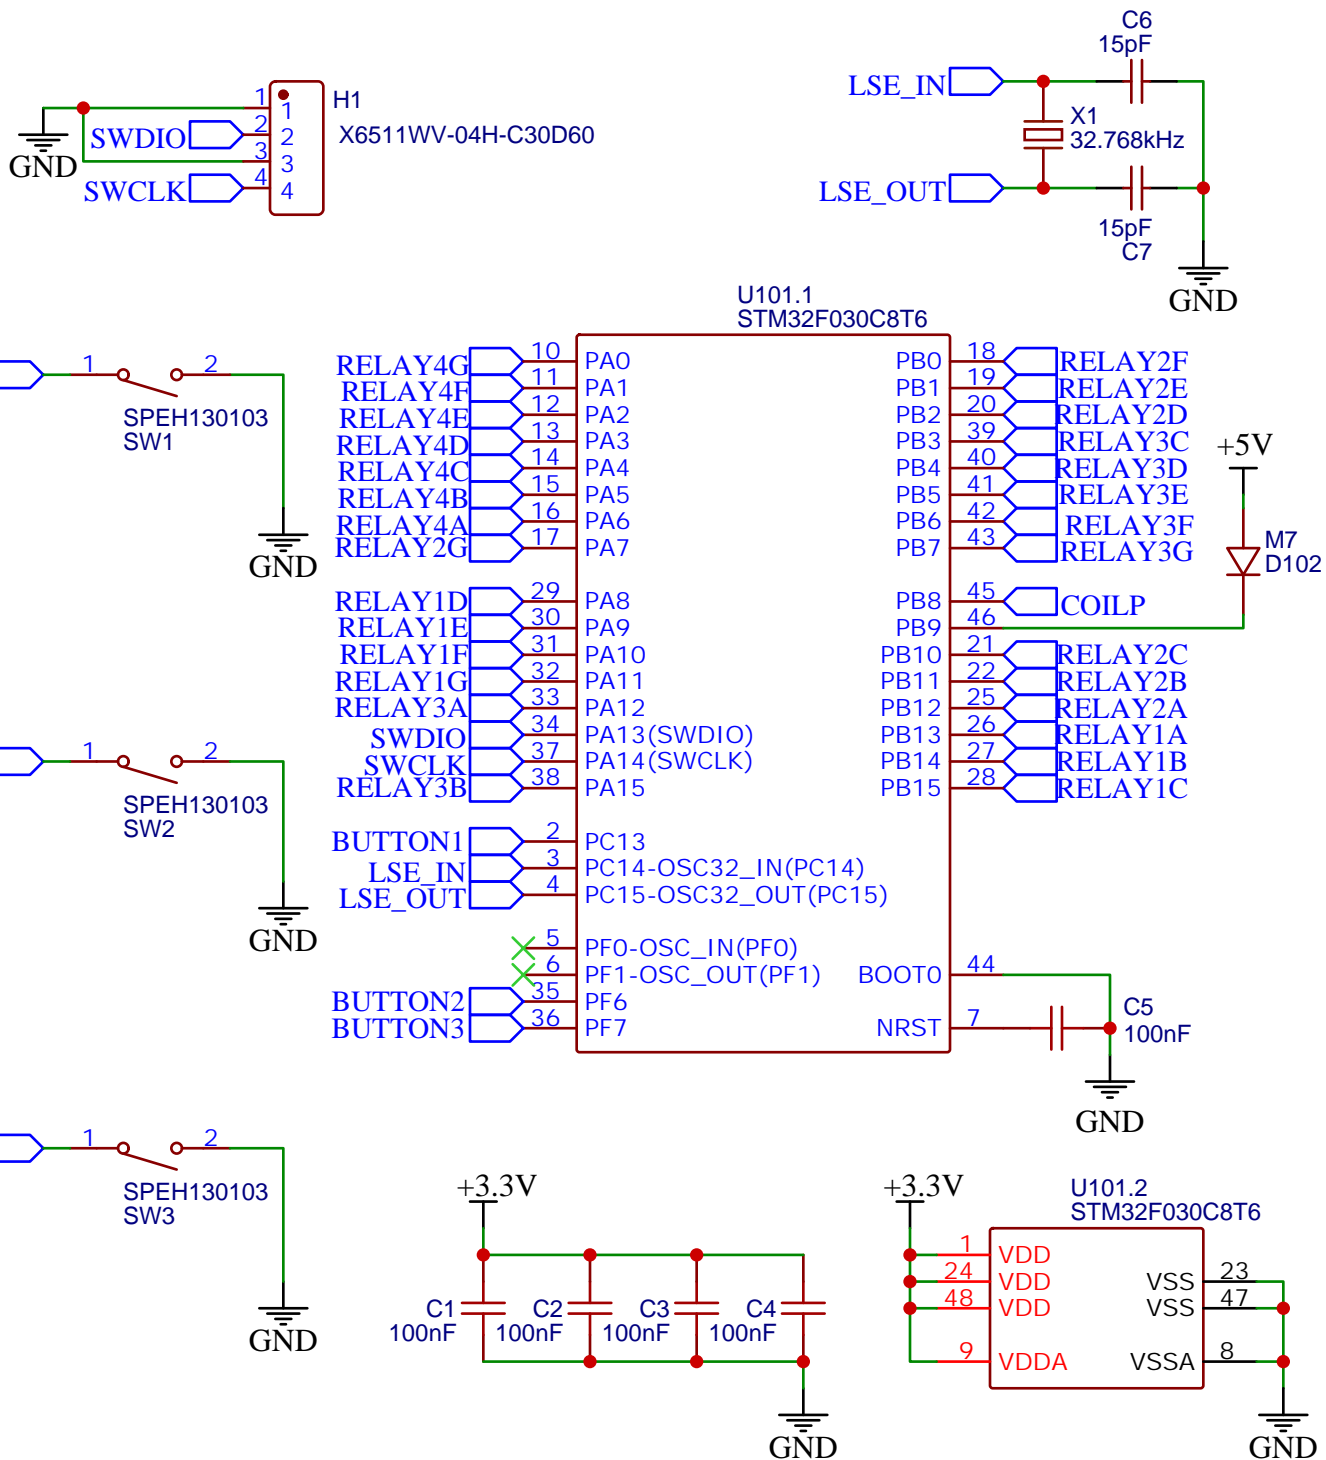 C6
15pF
LSE_IN
X1
32.768kHz
LSE_OUT
15pF
C7
GND
1 1
2 2
3 3
4 4
H1
X6511WV-04H-C30D60
SWDIO
SWCLK
GND
1 2
SPEH130103
SW1
GND
1 2
SPEH130103
SW2
GND
1 2
SPEH130103
SW3
GND
U101.1
STM32F030C8T6
RELAY4G 10 PA0
RELAY4F 11 PA1
RELAY4E 12 PA2
RELAY4D 13 PA3
RELAY4C 14 PA4
RELAY4B 15 PA5
RELAY4A 16 PA6
RELAY2G 17 PA7
RELAY1D 29 PA8
RELAY1E 30 PA9
RELAY1F 31 PA10
RELAY1G 32 PA11
RELAY3A 33 PA12
SWDIO 34 PA13(SWDIO)
SWCLK 37 PA14(SWCLK)
RELAY3B 38 PA15
BUTTON1 2 PC13
LSE_IN 3 PC14-OSC32_IN(PC14)
LSE_OUT 4 PC15-OSC32_OUT(PC15)
5 PF0-OSC_IN(PF0)
6 PF1-OSC_OUT(PF1)
BUTTON2 35 PF6
BUTTON3 36 PF7
PB0 18 RELAY2F
PB1 19 RELAY2E
PB2 20 RELAY2D
PB3 39 RELAY3C
PB4 40 RELAY3D
PB5 41 RELAY3E
PB6 42 RELAY3F
PB7 43 RELAY3G
PB8 45 COILP
PB9 46
PB10 21 RELAY2C
PB11 22 RELAY2B
PB12 25 RELAY2A
PB13 26 RELAY1A
PB14 27 RELAY1B
PB15 28 RELAY1C
BOOT0 44
NRST 7
+5V
M7
D102
C5
100nF
GND
+3.3V
C1
100nF
C2
100nF
C3
100nF
C4
100nF
GND
+3.3V
U101.2
STM32F030C8T6
1 VDD
24 VDD
48 VDD
9 VDDA
VSS 23
VSS 47
VSSA 8
GND